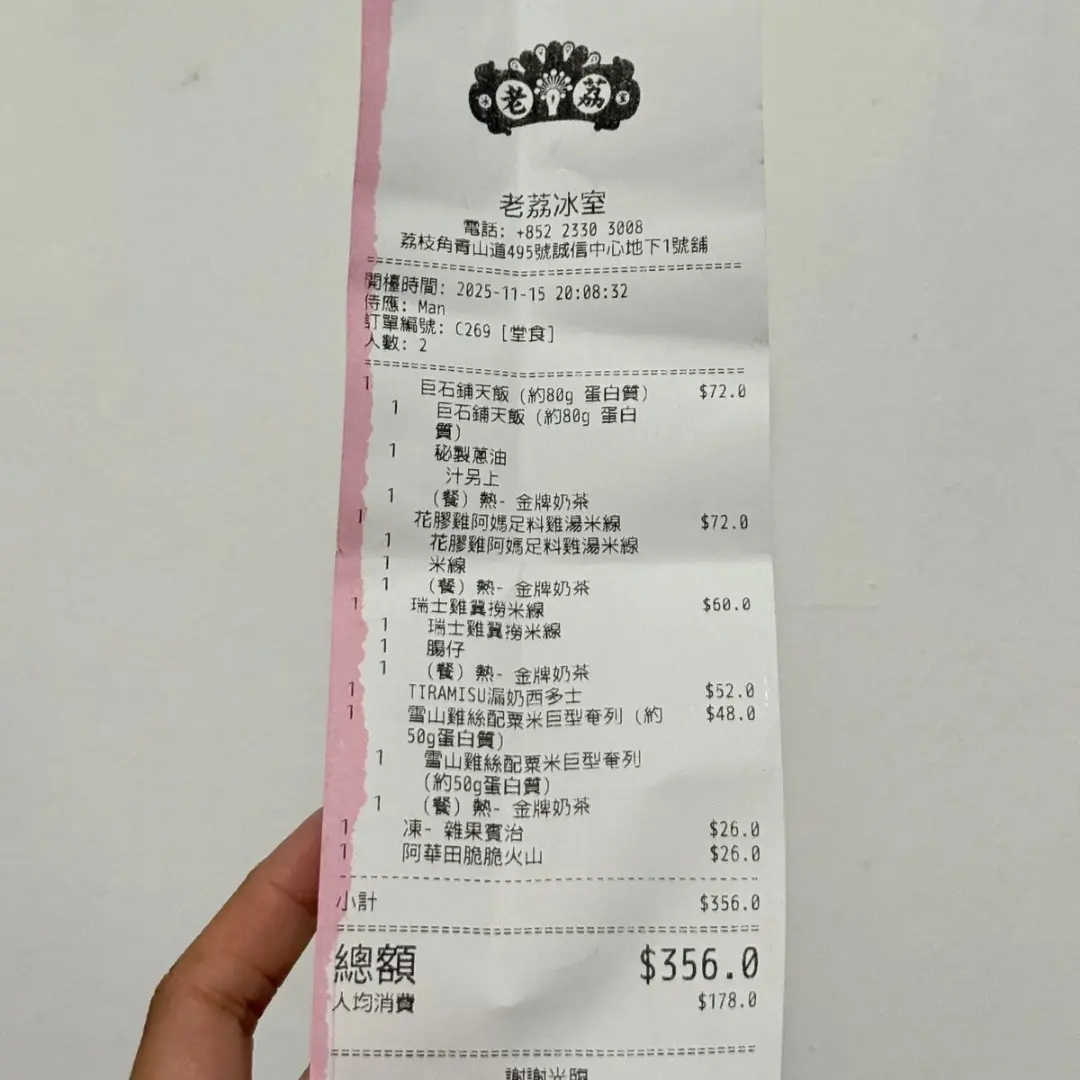 冰 老 荔 室
老荔冰室
電話: +852 2330 3008
荔枝角青山道495號誠信中心地下1號舖
開檯時間: 2025-11-15 20:08:32
侍應: Man
訂單編號: C269 [堂食]
人數: 2
1 巨石鋪天飯 (約80g 蛋白質) $72.0
1 巨石鋪天飯 (約80g 蛋白
質)
1 秘製蔥油
汁另上
1 (餐) 熱- 金牌奶茶
1 花膠雞阿媽足料雞湯米線 $72.0
1 花膠雞阿媽足料雞湯米線
1 米線
1 (餐) 熱- 金牌奶茶
1 瑞士雞翼撈米線 $60.0
1 瑞士雞翼撈米線
1 腸仔
1 (餐) 熱- 金牌奶茶
1 TIRAMISU漏奶西多士 $52.0
1 雪山雞絲配粟米巨型奄列 (約 $48.0
50g蛋白質)
1 雪山雞絲配粟米巨型奄列
(約50g蛋白質)
1 (餐) 熱- 金牌奶茶
1 凍- 雜果賓治 $26.0
1 阿華田脆脆火山 $26.0
小計 $356.0
總額 $356.0
人均消費 $178.0
謝謝光臨